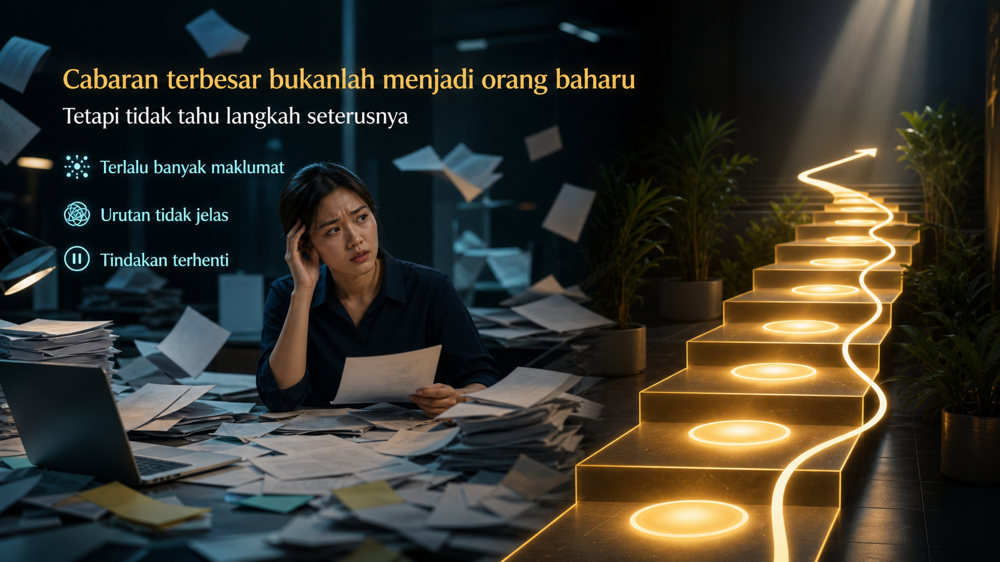 Cabaran terbesar bukanlah menjadi orang baharu
Tetapi tidak tahu langkah seterusnya
Terlalu banyak maklumat
Urutan tidak jelas
Tindakan terhenti